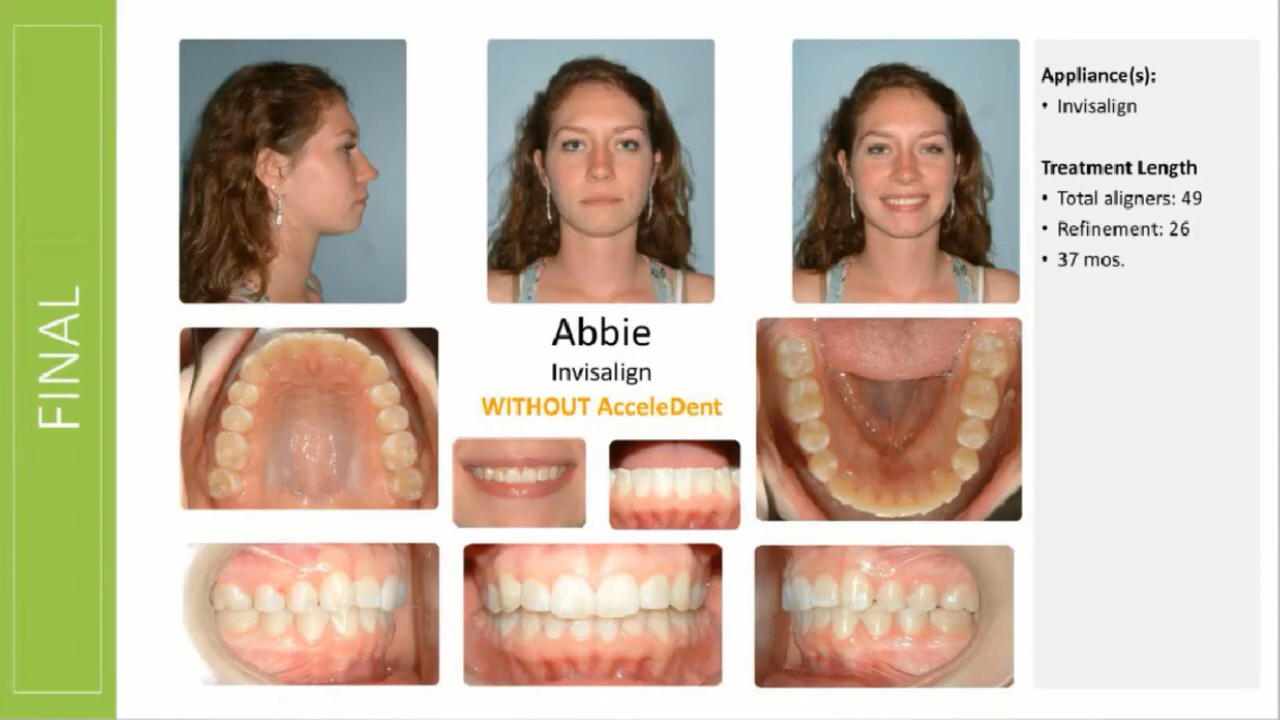 FINAL
Abbie
Invisalign
WITHOUT AcceleDent
Appliance(s):
• Invisalign
Treatment Length
• Total aligners: 49
• Refinement: 26
• 37 mos.